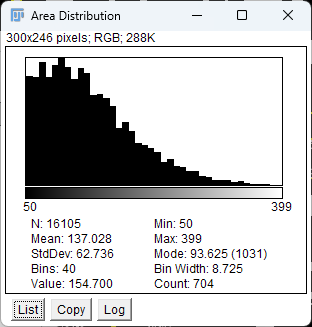 Area Distribution
300x246 pixels; RGB; 288K
50 399
N: 16105 Min: 50
Mean: 137.028 Max: 399
StdDev: 62.736 Mode: 93.625 (1031)
Bins: 40 Bin Width: 8.725
Value: 154.700 Count: 704
List Copy Log